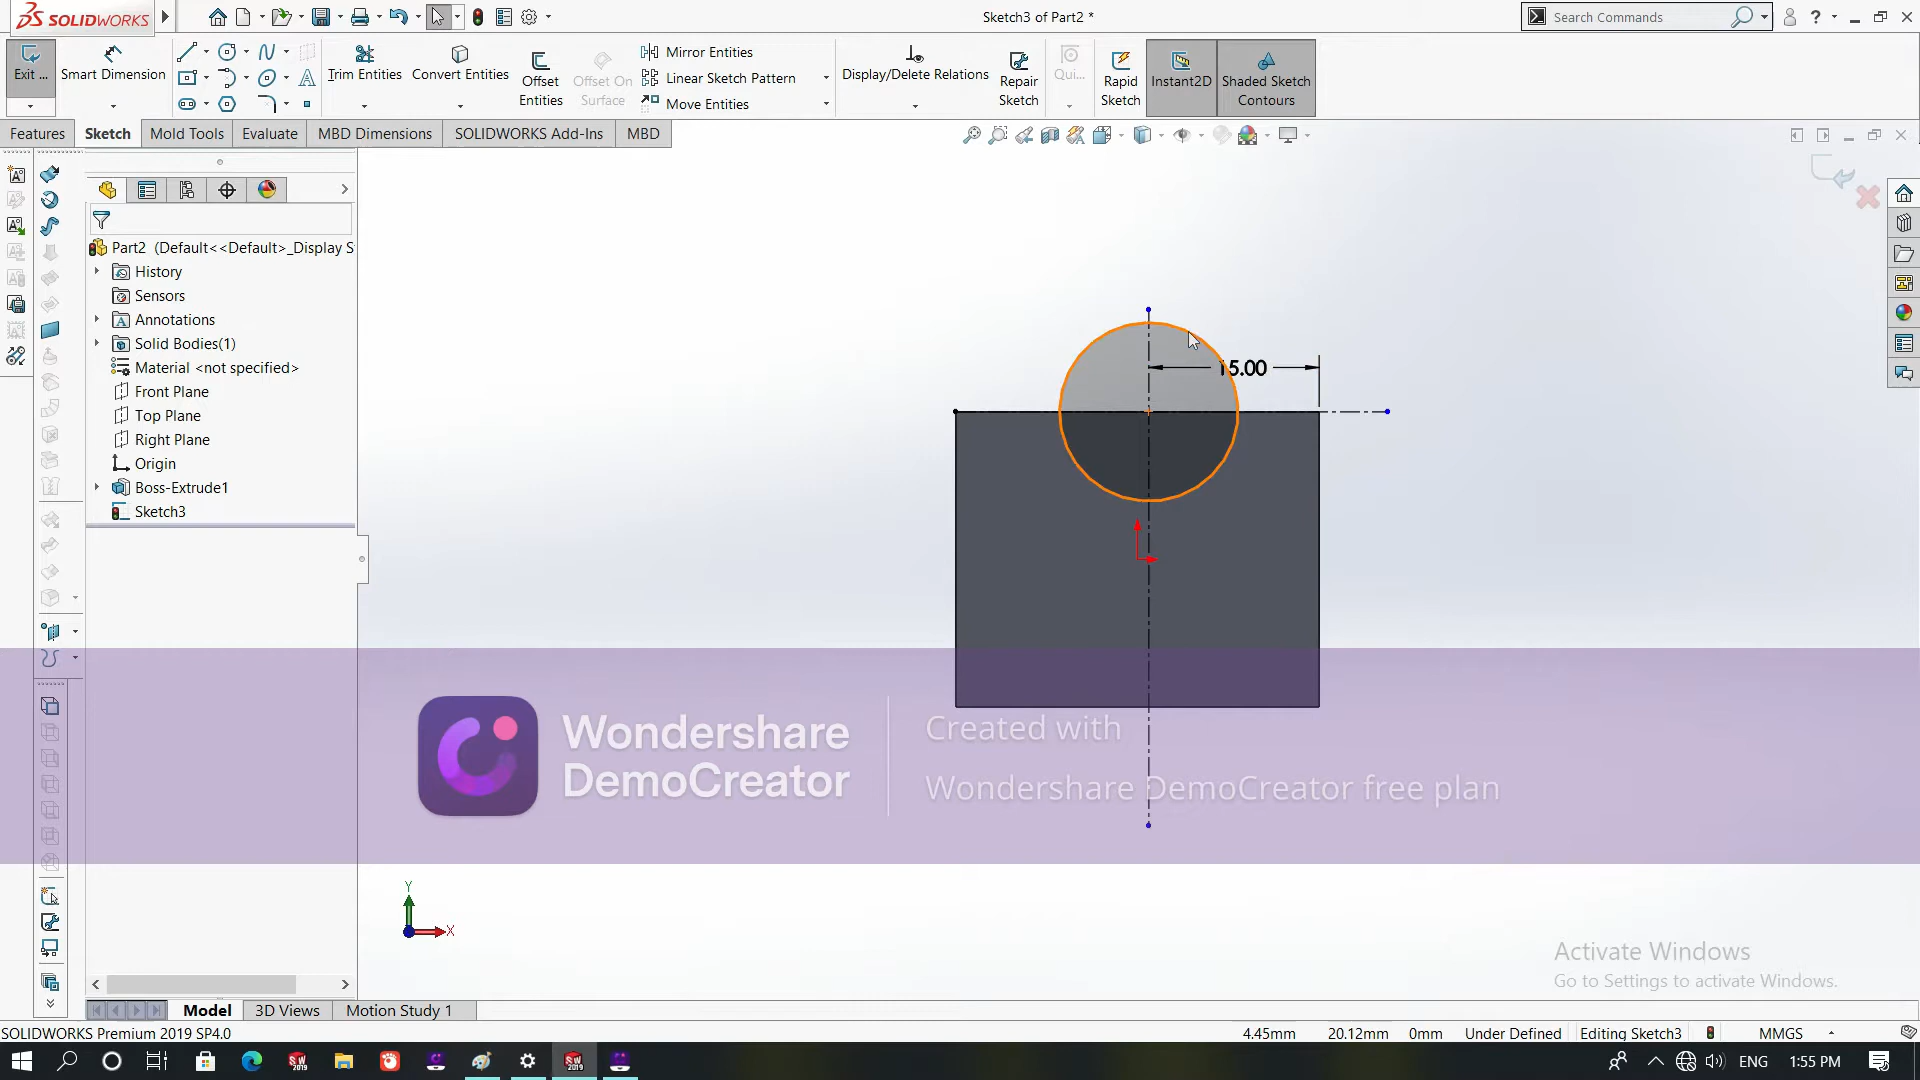 SOLIDWORKS
Sketch3 of Part2 *
Search Commands
Exit ...
Smart Dimension
Trim Entities
Convert Entities
Offset
Entities
Offset On
Surface
Mirror Entities
Linear Sketch Pattern
Move Entities
Display/Delete Relations
Repair
Sketch
Qui...
Rapid
Sketch
Instant2D
Shaded Sketch
Contours
Features
Sketch
Mold Tools
Evaluate
MBD Dimensions
SOLIDWORKS Add-Ins
MBD
Part2 (Default<<Default>_Display S
History
Sensors
Annotations
Solid Bodies(1)
Material <not specified>
Front Plane
Top Plane
Right Plane
Origin
Boss-Extrude1
Sketch3
15.00
Wondershare
DemoCreator
Created with
Wondershare DemoCreator free plan
Y
X
Activate Windows
Go to Settings to activate Windows.
Model
3D Views
Motion Study 1
SOLIDWORKS Premium 2019 SP4.0
4.45mm
20.12mm
0mm
Under Defined
Editing Sketch3
MMGS
ENG
1:55 PM